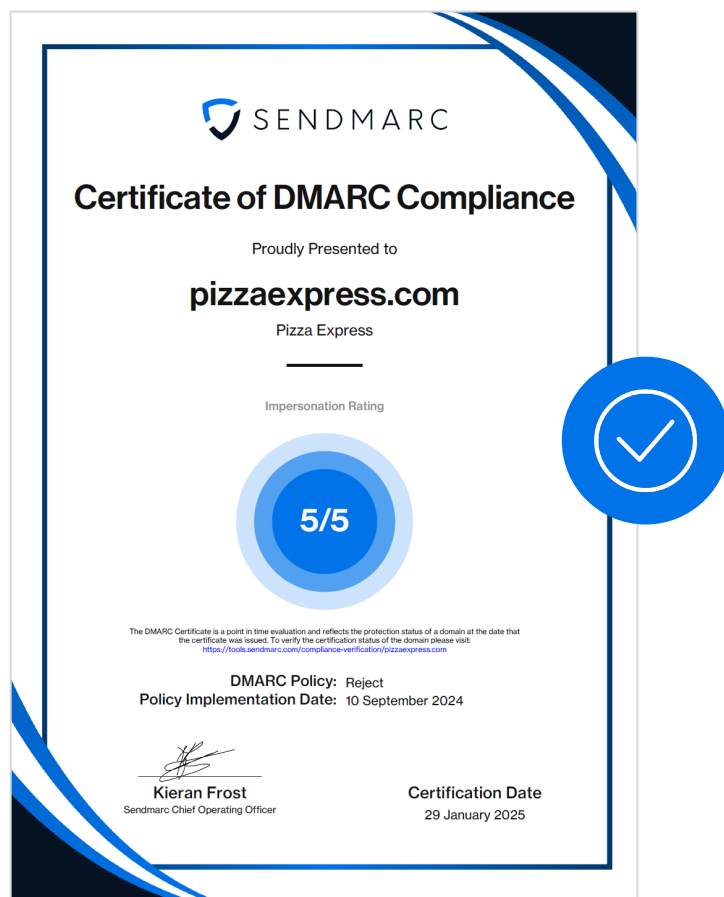 SENDMARC
Certificate of DMARC Compliance
Proudly Presented to
pizzaexpress.com
Pizza Express
Impersonation Rating
5/5
The DMARC Certificate is a point in time evaluation and reflects the protection status of a domain at the date that
the certificate was issued. To verify the certification status of the domain please visit:
https://tools.sendmarc.com/compliance-verification/pizzaexpress.com
DMARC Policy: Reject
Policy Implementation Date: 10 September 2024
Kieran Frost
Sendmarc Chief Operating Officer
Certification Date
29 January 2025